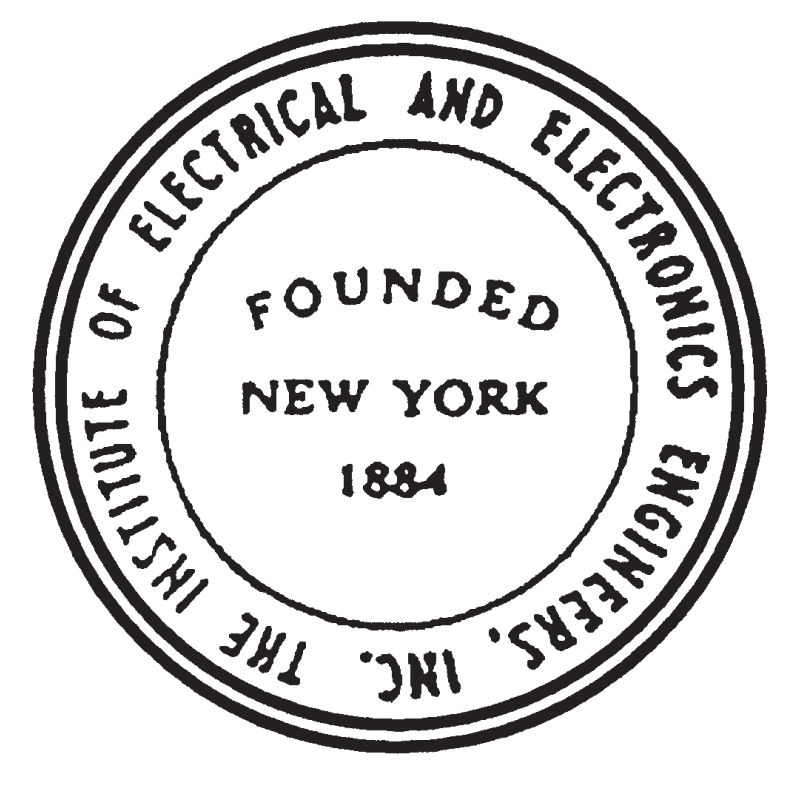 THE INSTITUTE OF ELECTRICAL AND ELECTRONICS ENGINEERS, INC.
FOUNDED
NEW YORK
1884